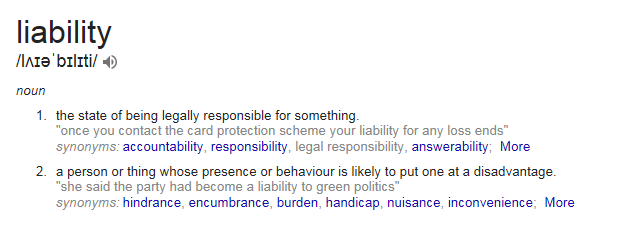 liability
/lʌɪəˈbɪlɪti/
noun
1. the state of being legally responsible for something.
"once you contact the card protection scheme your liability for any loss ends"
synonyms: accountability, responsibility, legal responsibility, answerability; More
2. a person or thing whose presence or behaviour is likely to put one at a disadvantage.
"she said the party had become a liability to green politics"
synonyms: hindrance, encumbrance, burden, handicap, nuisance, inconvenience; More